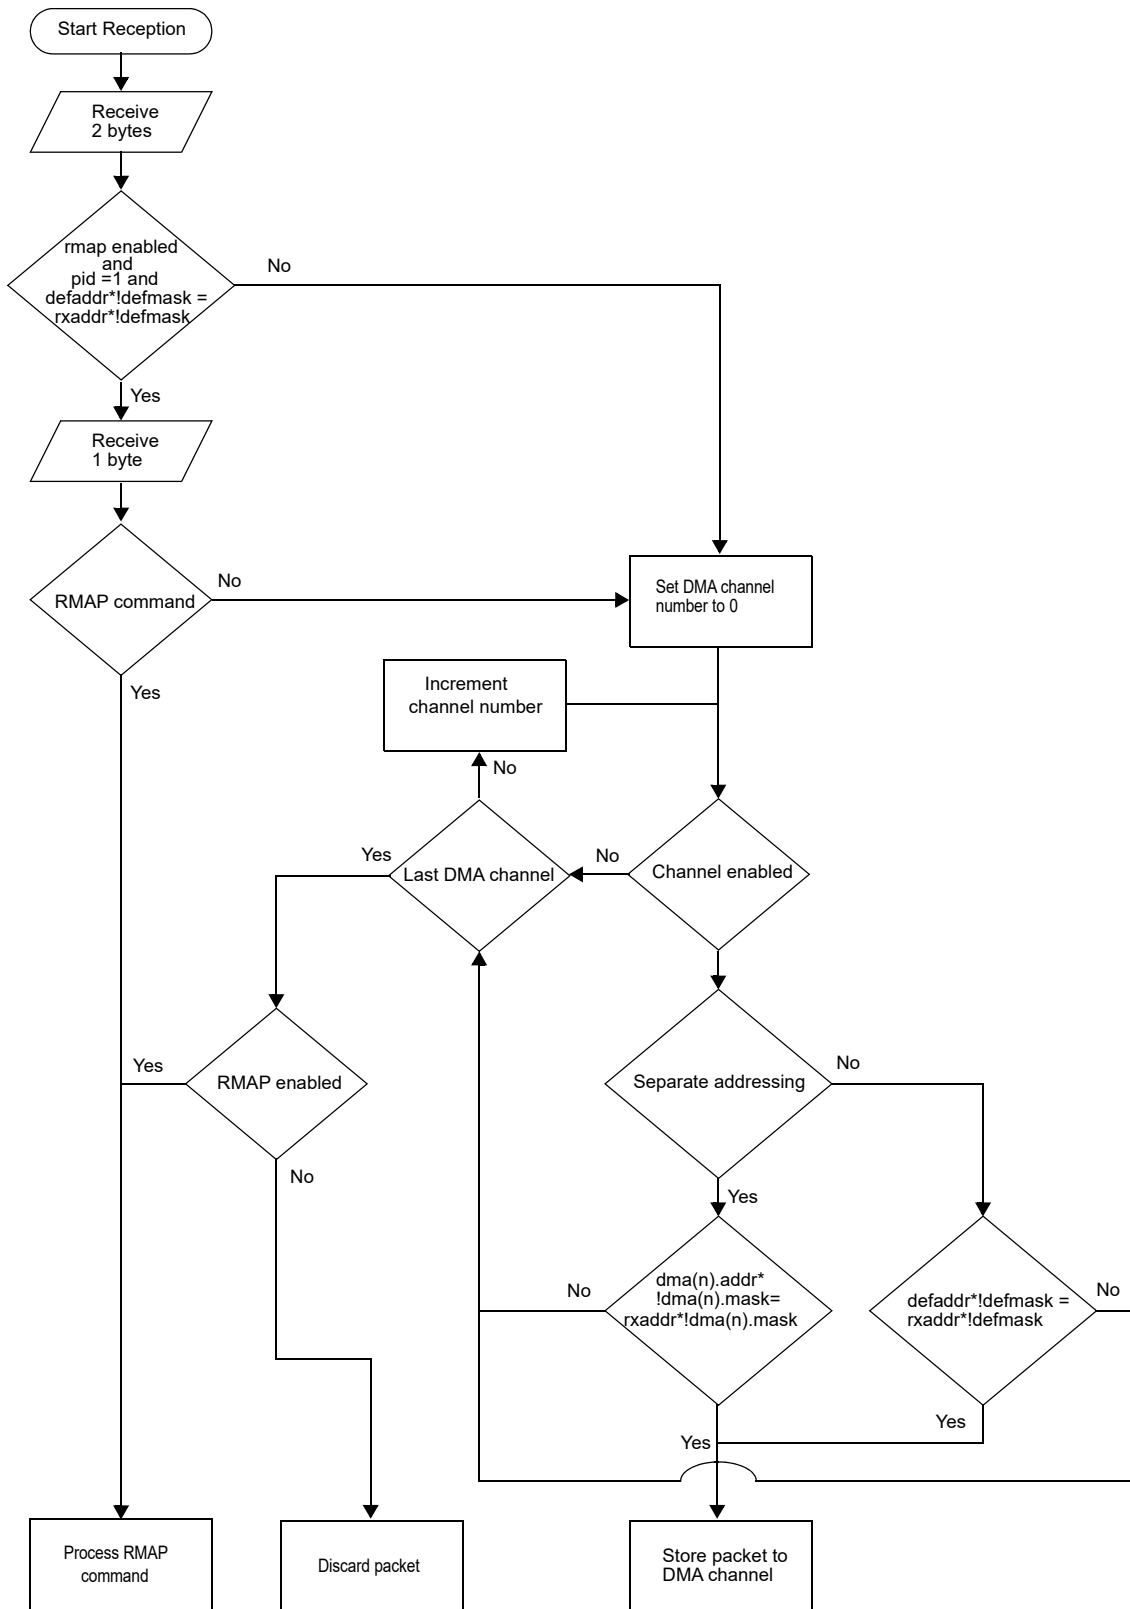 Start Reception
Receive
2 bytes
rmap enabled
and
pid =1 and
defaddr*!defmask =
rxaddr*!defmask
No
Yes
Receive
1 byte
RMAP command
No
Yes
Set DMA channel
number to 0
Increment
channel number
No
Yes
Last DMA channel
No
Channel enabled
Yes
RMAP enabled
No
Separate addressing
No
Yes
No
dma(n).addr*
!dma(n).mask=
rxaddr*!dma(n).mask
defaddr*!defmask =
rxaddr*!defmask
No
Yes
Yes
Process RMAP
command
Discard packet
Store packet to
DMA channel